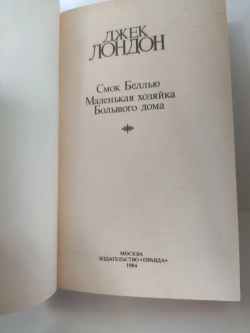 ДЖЕК
ЛОНДОН
Смок Беллью
Маленькая хозяйка
Большого дома
МОСКВА
ИЗДАТЕЛЬСТВО «ПРАВДА»
1984